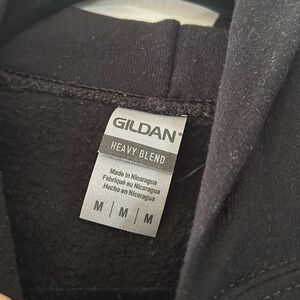 GILDAN
HEAVY BLEND
Made in Nicaragua
Fabriqué au Nicaragua
Hecho en Nicaragua
M | M | M